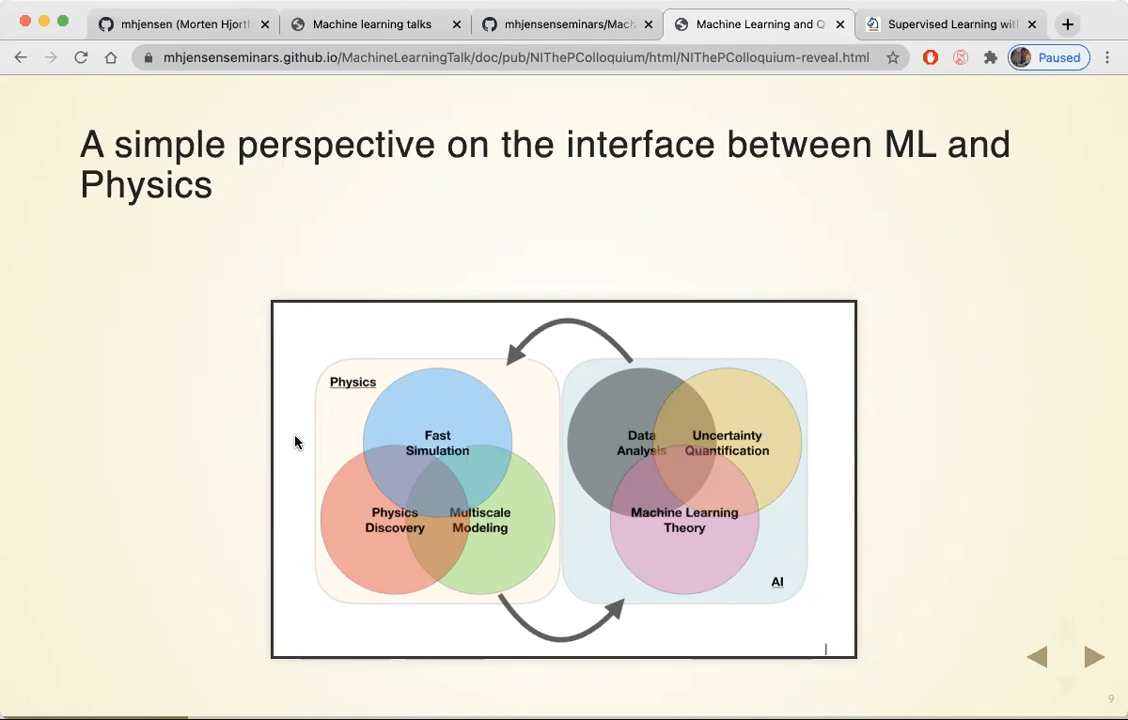 mhjensen (Morten Hjort
Machine learning talks
mhjensenseminars/Mach
Machine Learning and Q
Supervised Learning wit
mhjensenseminars.github.io/MachineLearningTalk/doc/pub/NIThePColloquium/html/NIThePColloquium-reveal.html
Paused
A simple perspective on the interface between ML and
Physics
Physics
Fast
Simulation
Physics
Discovery
Multiscale
Modeling
Data
Analysis
Uncertainty
Quantification
Machine Learning
Theory
AI
9